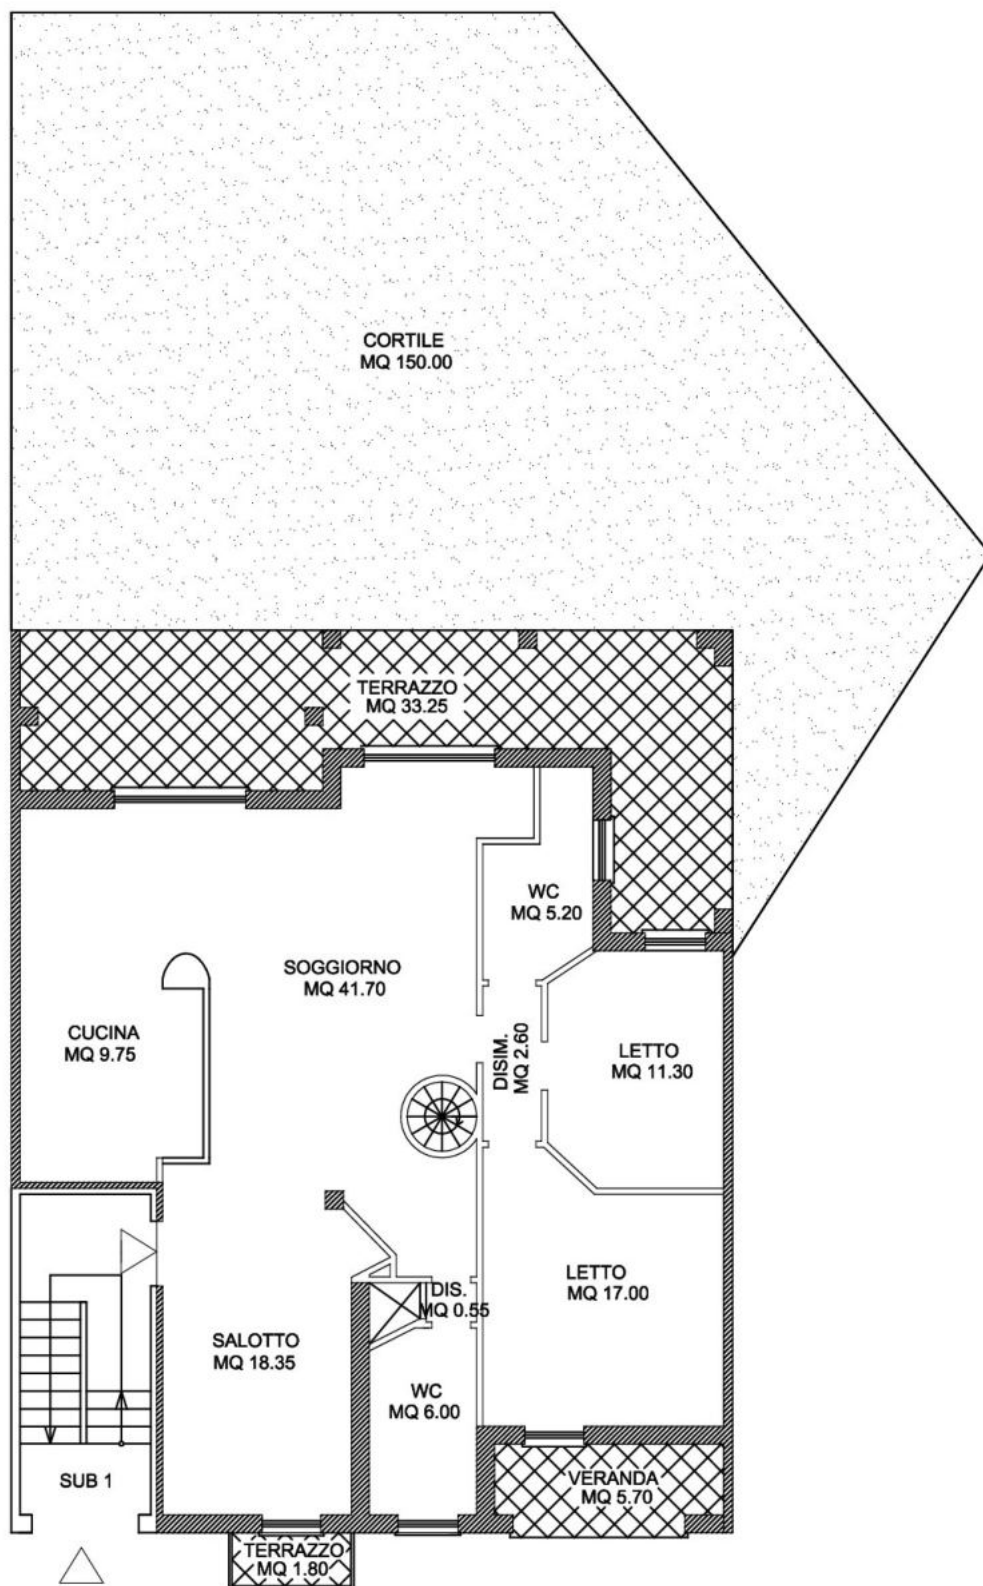 CORTILE
MQ 150.00
TERRAZZO
MQ 33.25
WC
MQ 5.20
SOGGIORNO
MQ 41.70
CUCINA
MQ 9.75
DISIM.
MQ 2.60
LETTO
MQ 11.30
LETTO
MQ 17.00
DIS.
MQ 0.55
SALOTTO
MQ 18.35
WC
MQ 6.00
SUB 1
VERANDA
MQ 5.70
TERRAZZO
MQ 1.80